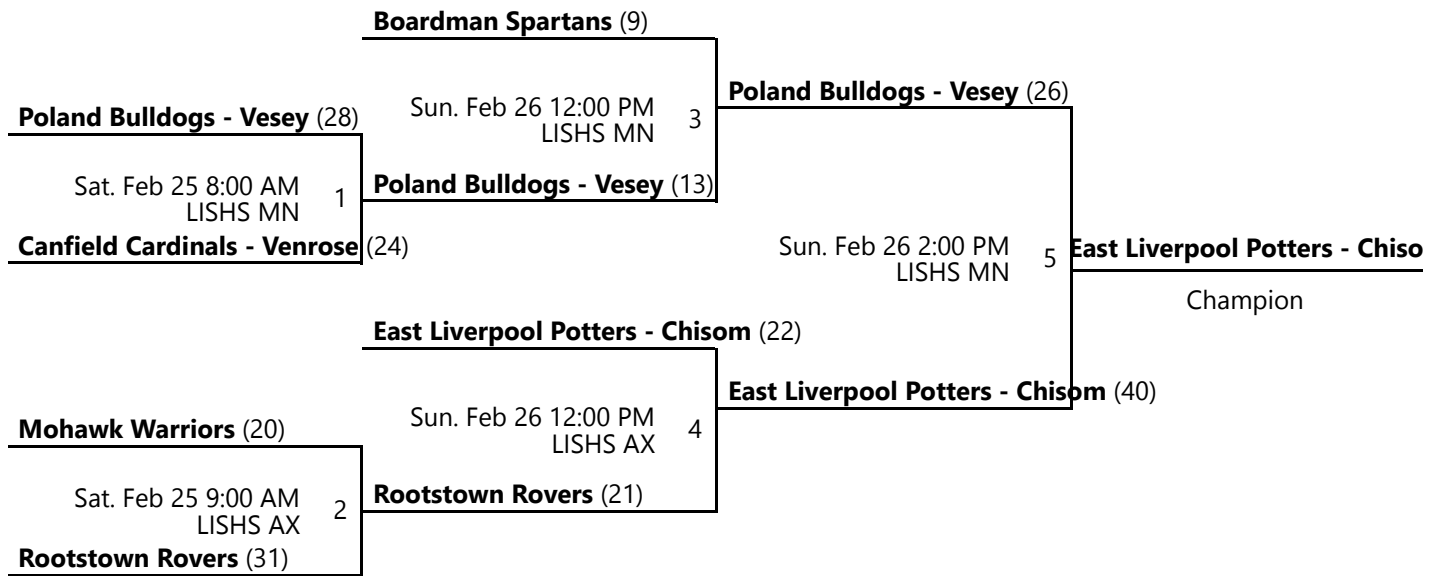 Boardman Spartans (9)
Poland Bulldogs - Vesey (26)
Poland Bulldogs - Vesey (28)
Sun. Feb 26 12:00 PM
LISHS MN
3
Sat. Feb 25 8:00 AM
LISHS MN
1
Poland Bulldogs - Vesey (13)
Canfield Cardinals - Venrose (24)
Sun. Feb 26 2:00 PM
LISHS MN
5
East Liverpool Potters - Chiso
Champion
East Liverpool Potters - Chisom (22)
East Liverpool Potters - Chisom (40)
Sun. Feb 26 12:00 PM
LISHS AX
4
Mohawk Warriors (20)
Sat. Feb 25 9:00 AM
LISHS AX
2
Rootstown Rovers (21)
Rootstown Rovers (31)